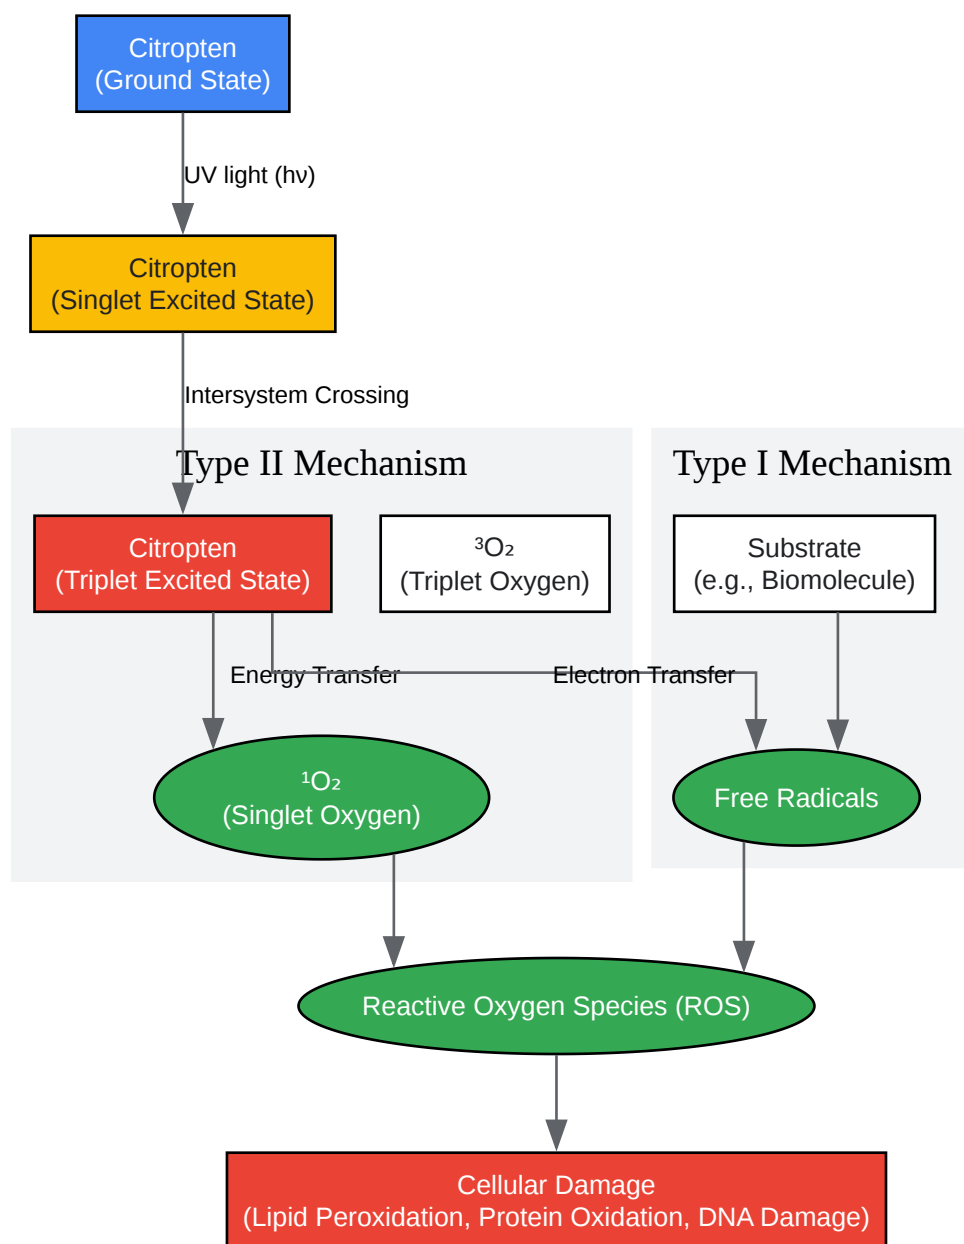 Citropten
(Ground State)
UV light (hν)
Citropten
(Singlet Excited State)
Intersystem Crossing
Type II Mechanism
Type I Mechanism
Citropten
(Triplet Excited State)
³O₂
(Triplet Oxygen)
Substrate
(e.g., Biomolecule)
Energy Transfer
Electron Transfer
¹O₂
(Singlet Oxygen)
Free Radicals
Reactive Oxygen Species (ROS)
Cellular Damage
(Lipid Peroxidation, Protein Oxidation, DNA Damage)